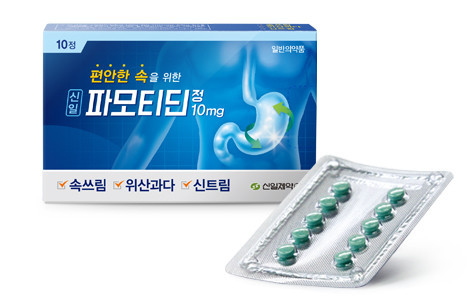 10정
일반의약품
편안한 속을 위한
신일
파모티딘정
10mg
속쓰림 위산과다 신트림
신일제약